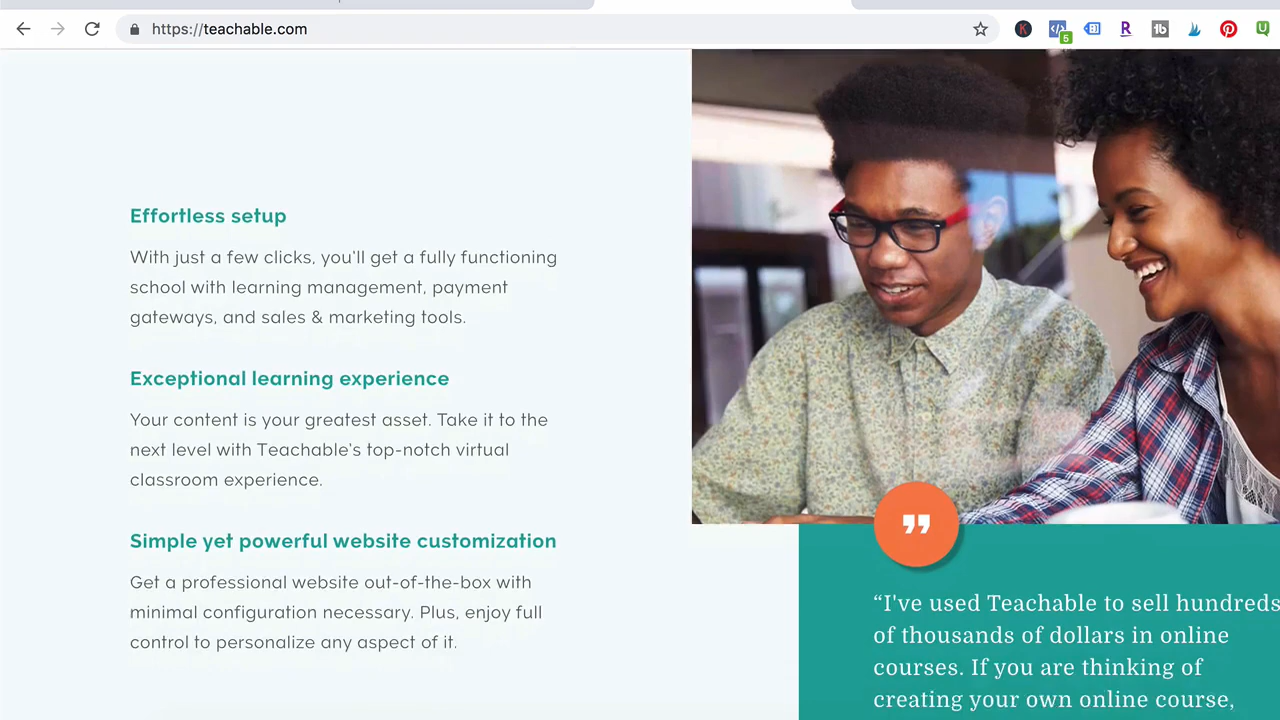 https://teachable.com
5
Effortless setup
With just a few clicks, you'll get a fully functioning
school with learning management, payment
gateways, and sales & marketing tools.
Exceptional learning experience
Your content is your greatest asset. Take it to the
next level with Teachable's top-notch virtual
classroom experience.
Simple yet powerful website customization
Get a professional website out-of-the-box with
minimal configuration necessary. Plus, enjoy full
control to personalize any aspect of it.
“I've used Teachable to sell hundreds
of thousands of dollars in online
courses. If you are thinking of
creating your own online course,